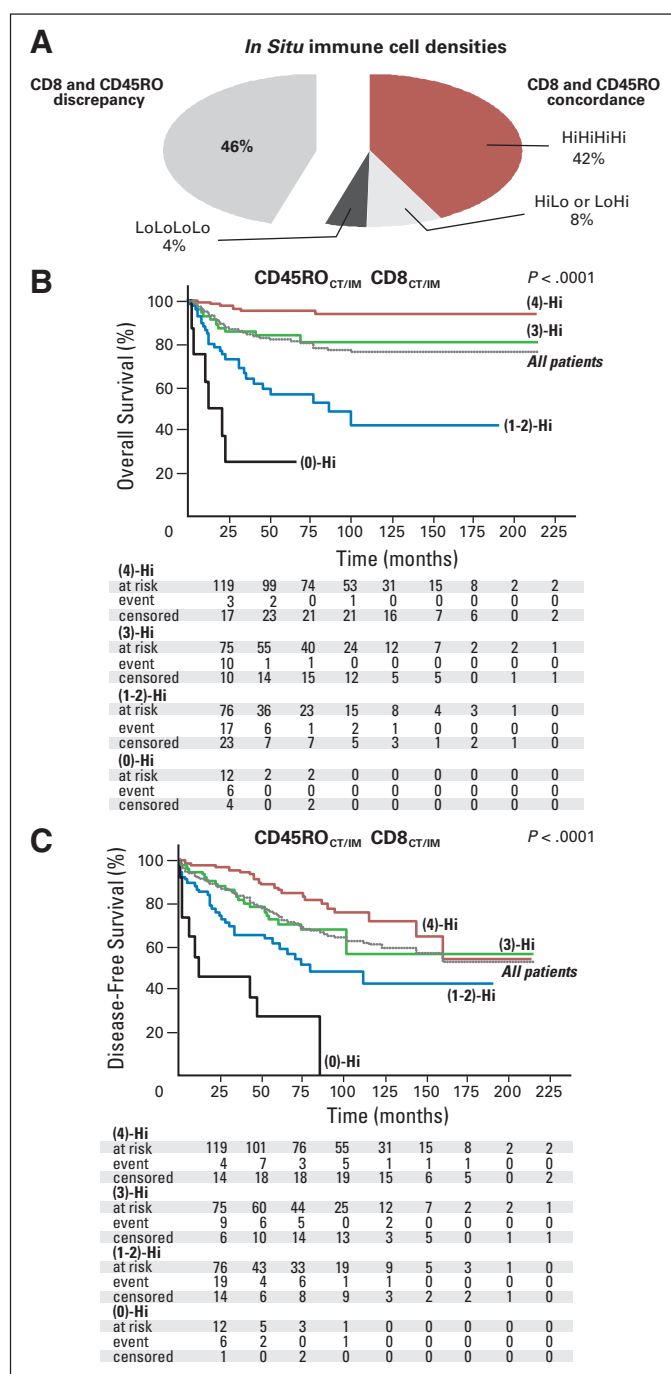 A
In Situ immune cell densities
CD8 and CD45RO
discrepancy
CD8 and CD45RO
concordance
46%
HiHiHiHi
42%
HiLo or LoHi
8%
LoLoLoLo
4%
B
CD45ROCT/IM CD8CT/IM
P < .0001
Overall Survival (%)
100
80
60
40
20
(4)-Hi
(3)-Hi
All patients
(1-2)-Hi
(0)-Hi
0 25 50 75 100 125 150 175 200 225
Time (months)
(4)-Hi
at risk 119 99 74 53 31 15 8 2 2
event 3 2 0 1 0 0 0 0 0
censored 17 23 21 21 16 7 6 0 2
(3)-Hi
at risk 75 55 40 24 12 7 2 2 1
event 10 1 1 0 0 0 0 0 0
censored 10 14 15 12 5 5 0 1 1
(1-2)-Hi
at risk 76 36 23 15 8 4 3 1 0
event 17 6 1 2 1 0 0 0 0
censored 23 7 7 5 3 1 2 1 0
(0)-Hi
at risk 12 2 2 0 0 0 0 0 0
event 6 0 0 0 0 0 0 0 0
censored 4 0 2 0 0 0 0 0 0
C
CD45ROCT/IM CD8CT/IM
P < .0001
Disease-Free Survival (%)
100
80
60
40
20
(4)-Hi
(3)-Hi
All patients
(1-2)-Hi
(0)-Hi
0 25 50 75 100 125 150 175 200 225
Time (months)
(4)-Hi
at risk 119 101 76 55 31 15 8 2 2
event 4 7 3 5 1 1 1 0 0
censored 14 18 18 19 15 6 5 0 2
(3)-Hi
at risk 75 60 44 25 12 7 2 2 1
event 9 6 5 0 2 0 0 0 0
censored 6 10 14 13 3 5 0 1 1
(1-2)-Hi
at risk 76 43 33 19 9 5 3 1 0
event 19 4 6 1 1 0 0 0 0
censored 14 6 8 9 3 2 2 1 0
(0)-Hi
at risk 12 5 3 1 0 0 0 0 0
event 6 2 0 1 0 0 0 0 0
censored 1 0 2 0 0 0 0 0 0